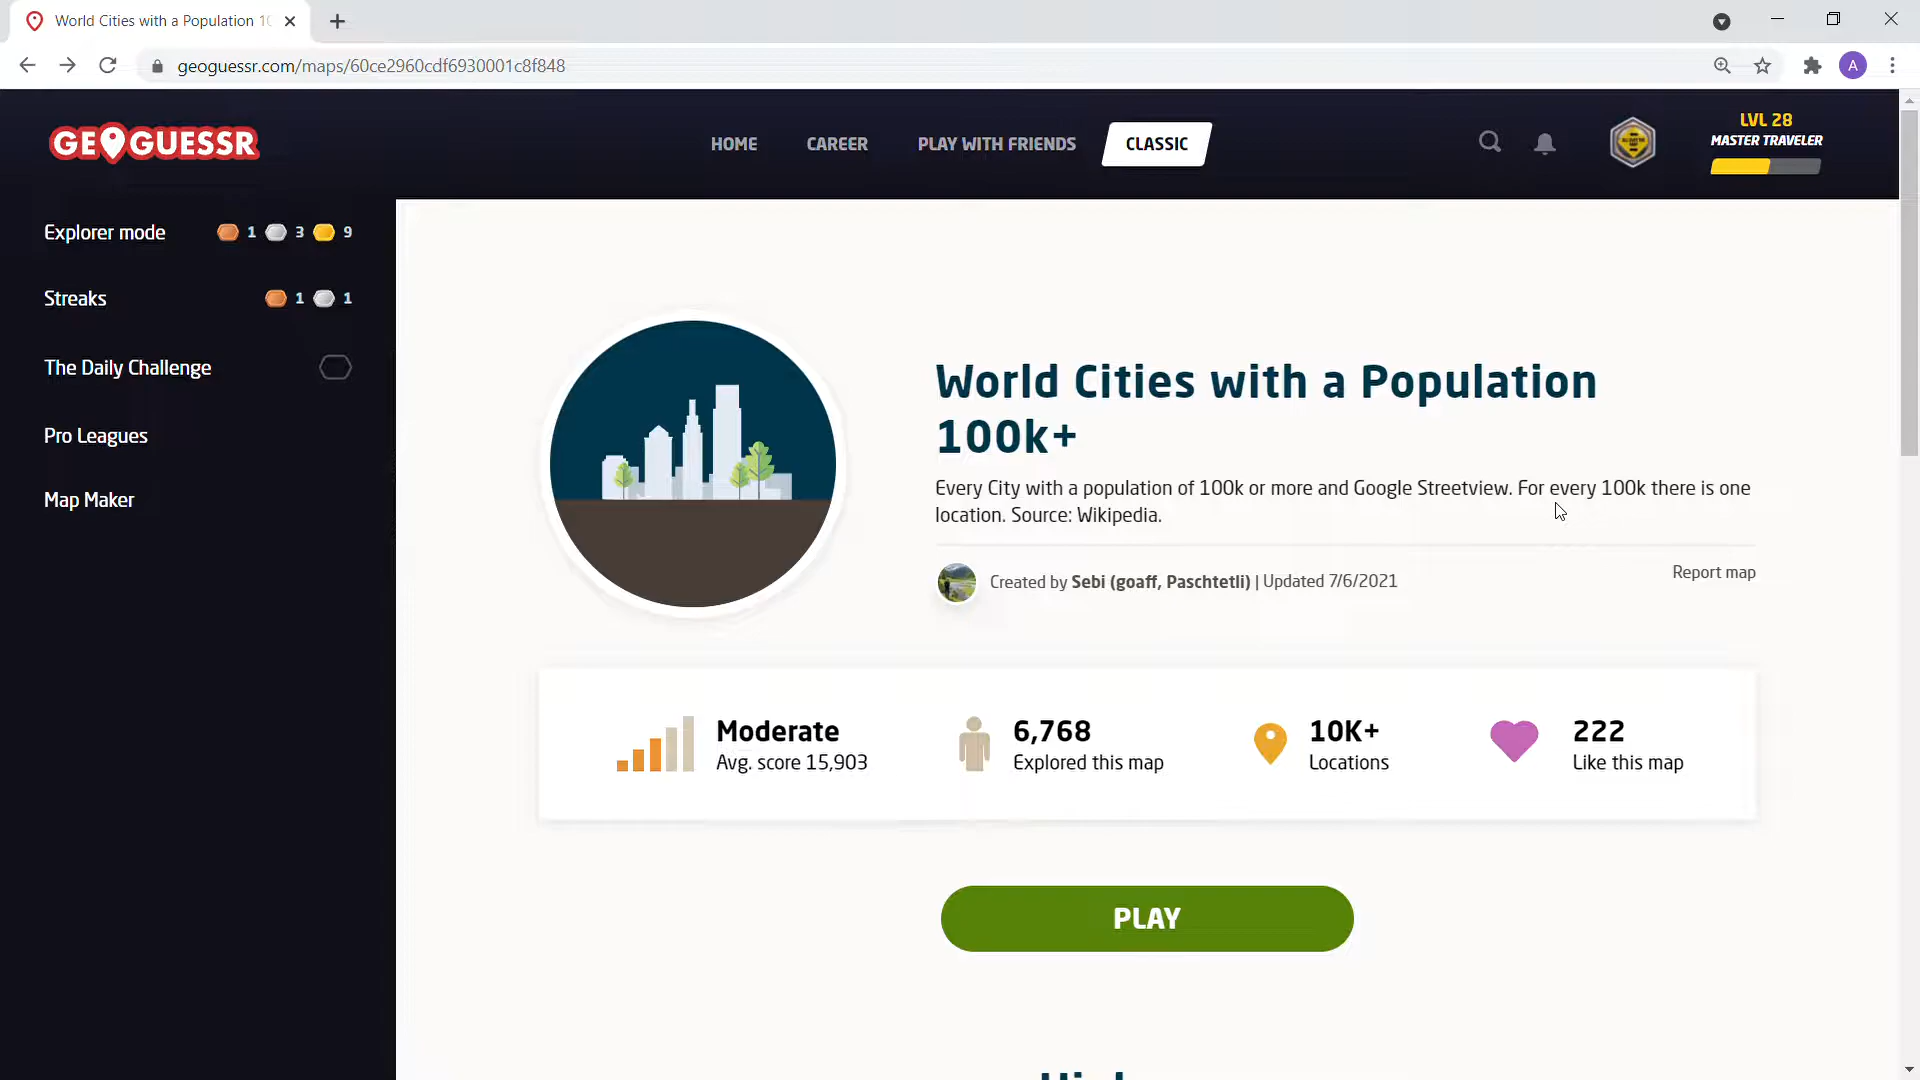 World Cities with a Population 10
geoguessr.com/maps/60ce2960cdf6930001c8f848
A
GEOGUESSR
HOME
CAREER
PLAY WITH FRIENDS
CLASSIC
LVL 28
MASTER TRAVELER
Explorer mode 1 3 9
Streaks 1 1
The Daily Challenge
Pro Leagues
Map Maker
World Cities with a Population
100k+
Every City with a population of 100k or more and Google Streetview. For every 100k there is one
location. Source: Wikipedia.
Created by Sebi (goaff, Paschtetli) | Updated 7/6/2021
Report map
Moderate
Avg. score 15,903
6,768
Explored this map
10K+
Locations
222
Like this map
PLAY